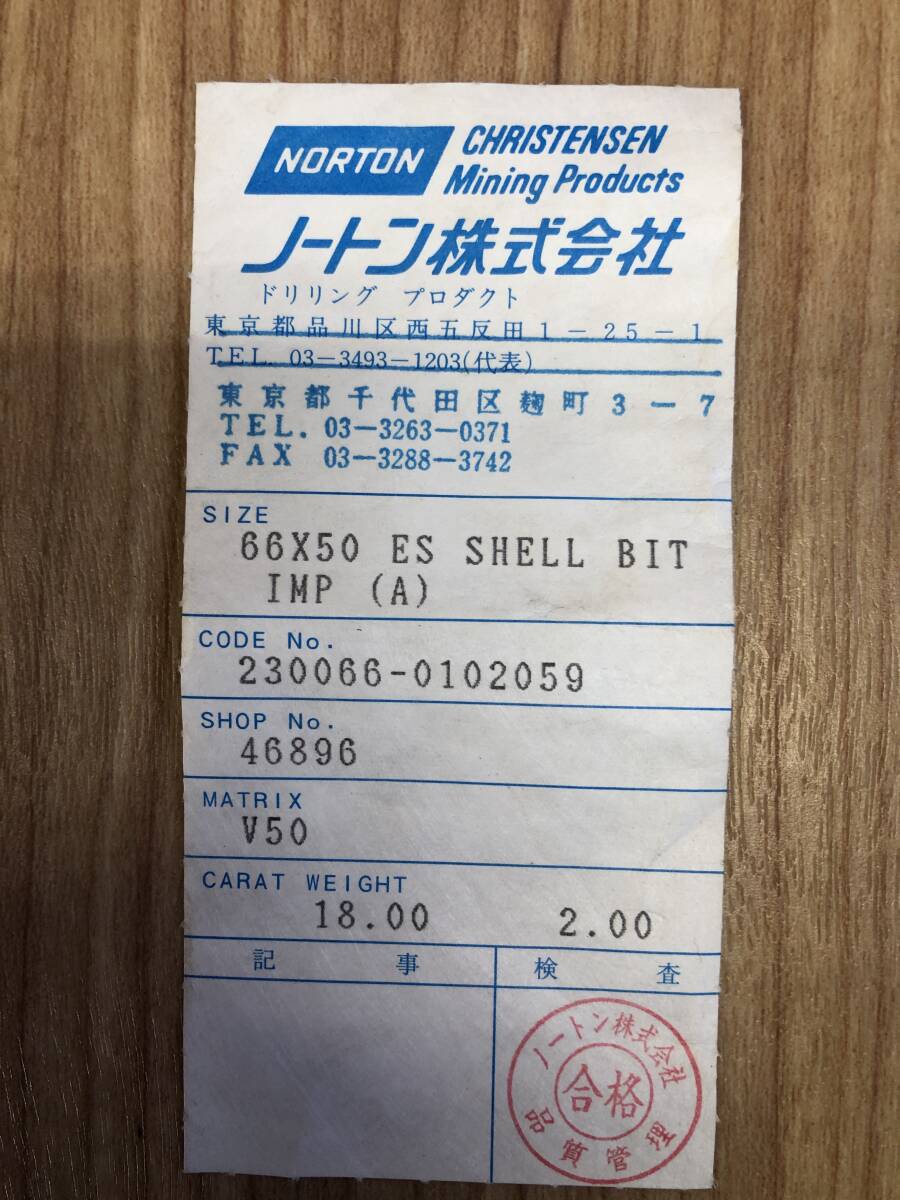 NORTON
CHRISTENSEN
Mining Products
ノートン株式会社
ドリリング プロダクト
東京都品川区西五反田1-25-1
TEL. 03-3493-1203(代表)
東京都千代田区麹町3-7
TEL. 03-3263-0371
FAX 03-3288-3742
SIZE
66X50 ES SHELL BIT
IMP (A)
CODE No.
230066-0102059
SHOP No.
46896
MATRIX
V50
CARAT WEIGHT
18.00 2.00
記事 検査
ノートン株式会社
合格
品質管理